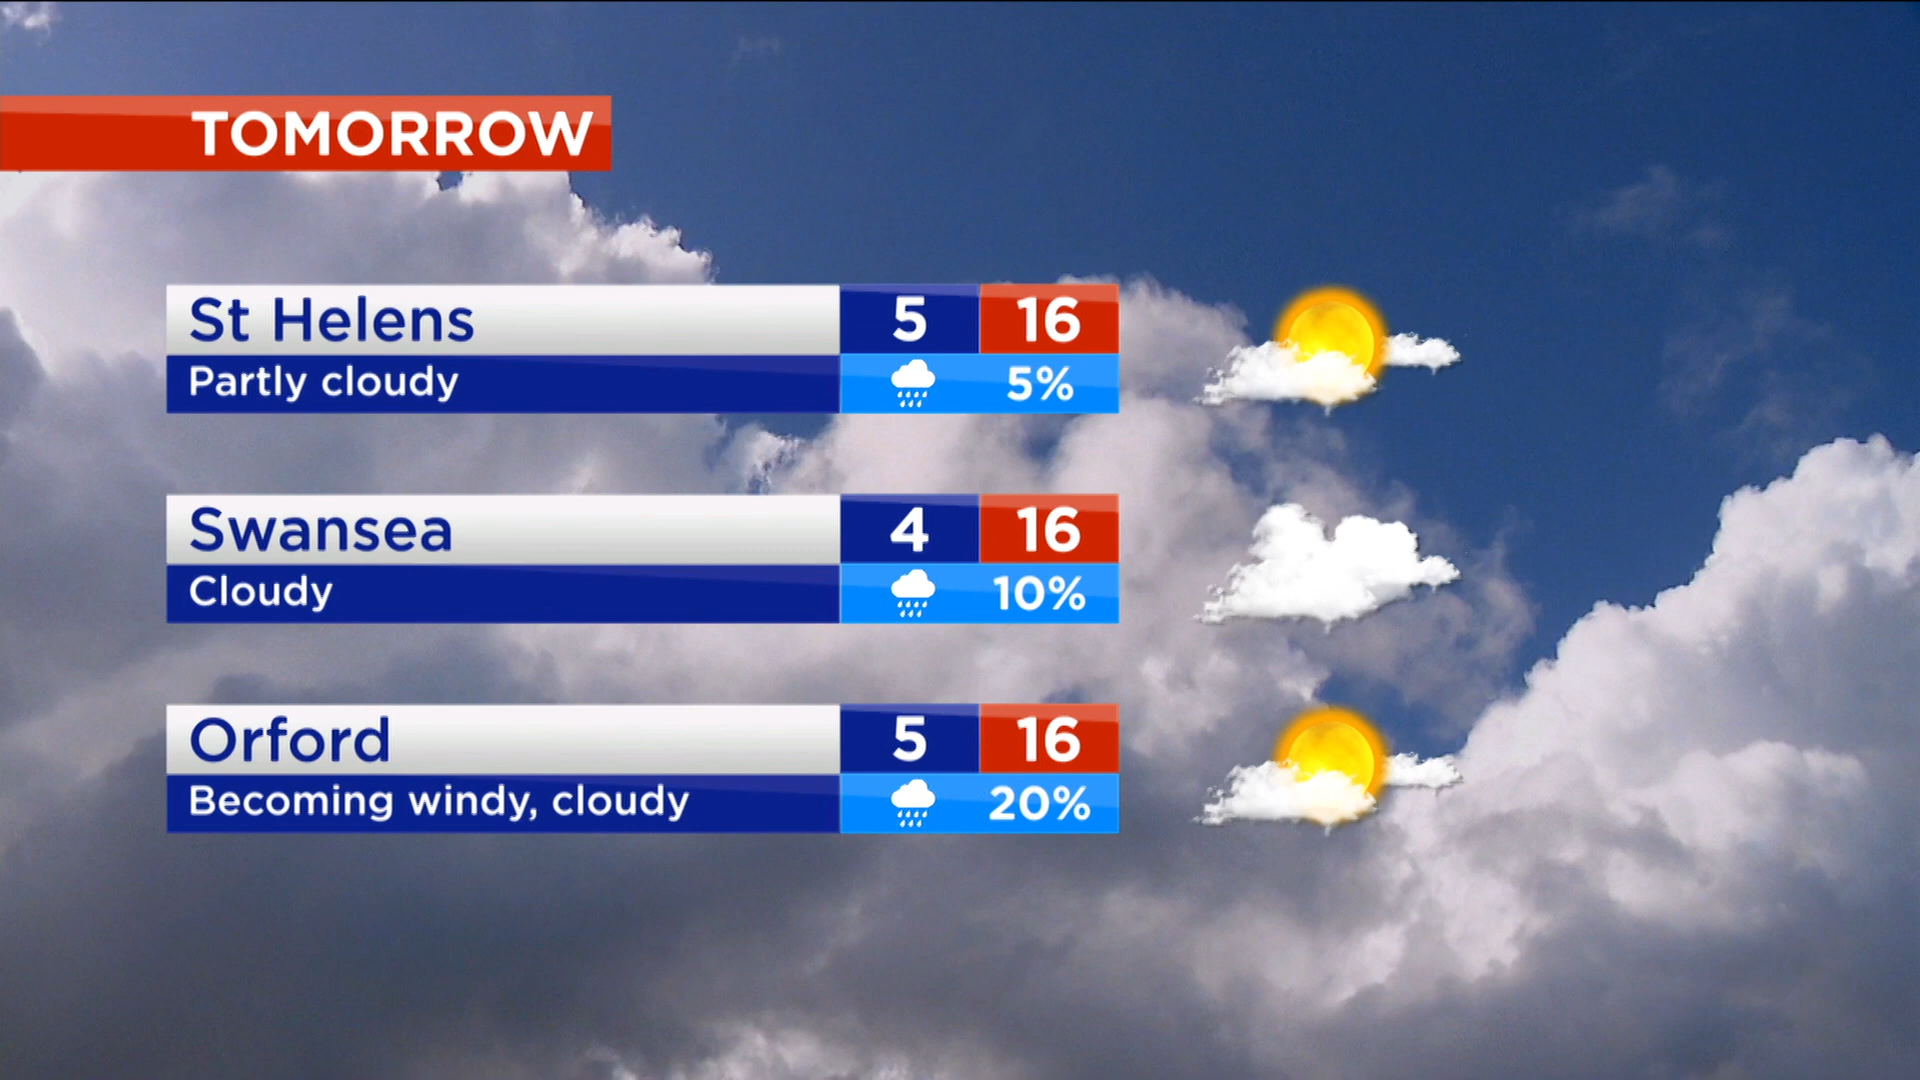 TOMORROW
St Helens 5 16
Partly cloudy 5%
Swansea 4 16
Cloudy 10%
Orford 5 16
Becoming windy, cloudy 20%